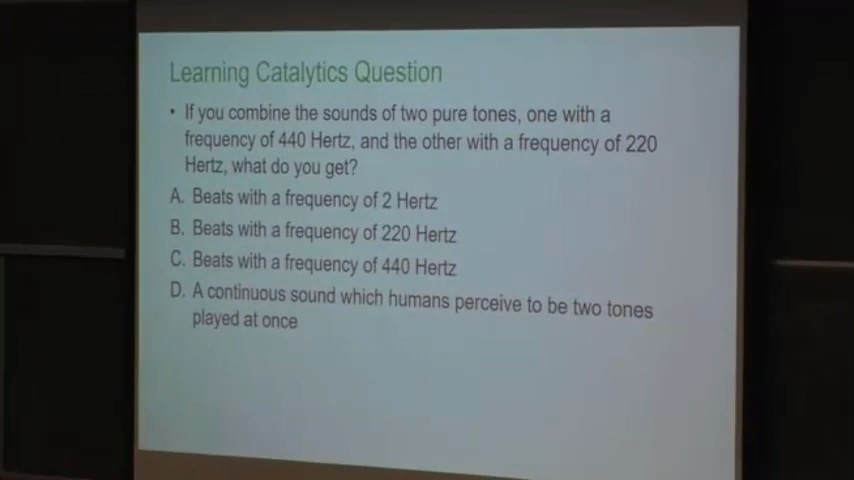 Learning Catalytics Question
• If you combine the sounds of two pure tones, one with a
frequency of 440 Hertz, and the other with a frequency of 220
Hertz, what do you get?
A. Beats with a frequency of 2 Hertz
B. Beats with a frequency of 220 Hertz
C. Beats with a frequency of 440 Hertz
D. A continuous sound which humans perceive to be two tones
played at once